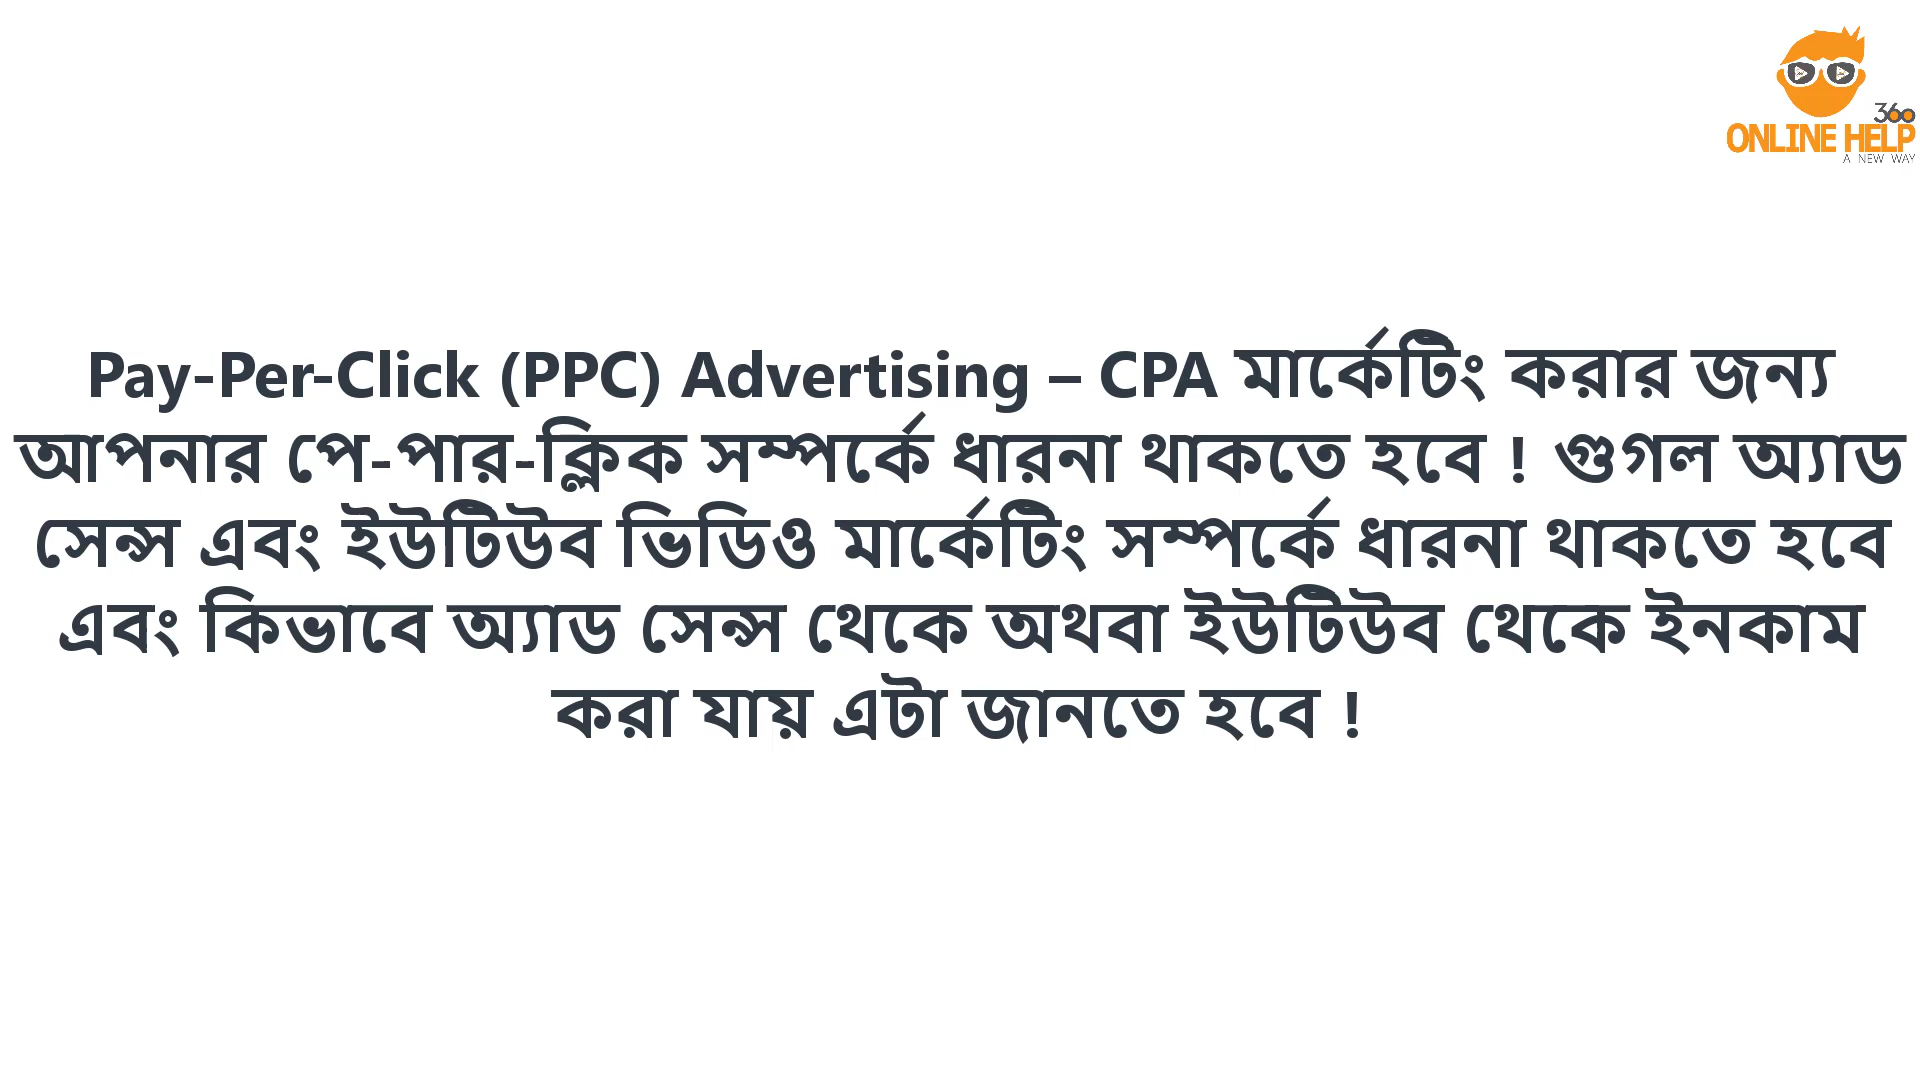 360
ONLINE HELP
A NEW WAY
Pay-Per-Click (PPC) Advertising – CPA মার্কেটিং করার জন্য
আপনার পে-পার-ক্লিক সম্পর্কে ধারনা থাকতে হবে ! গুগল অ্যাড
সেন্স এবং ইউটিউব ভিডিও মার্কেটিং সম্পর্কে ধারনা থাকতে হবে
এবং কিভাবে অ্যাড সেন্স থেকে অথবা ইউটিউব থেকে ইনকাম
করা যায় এটা জানতে হবে !